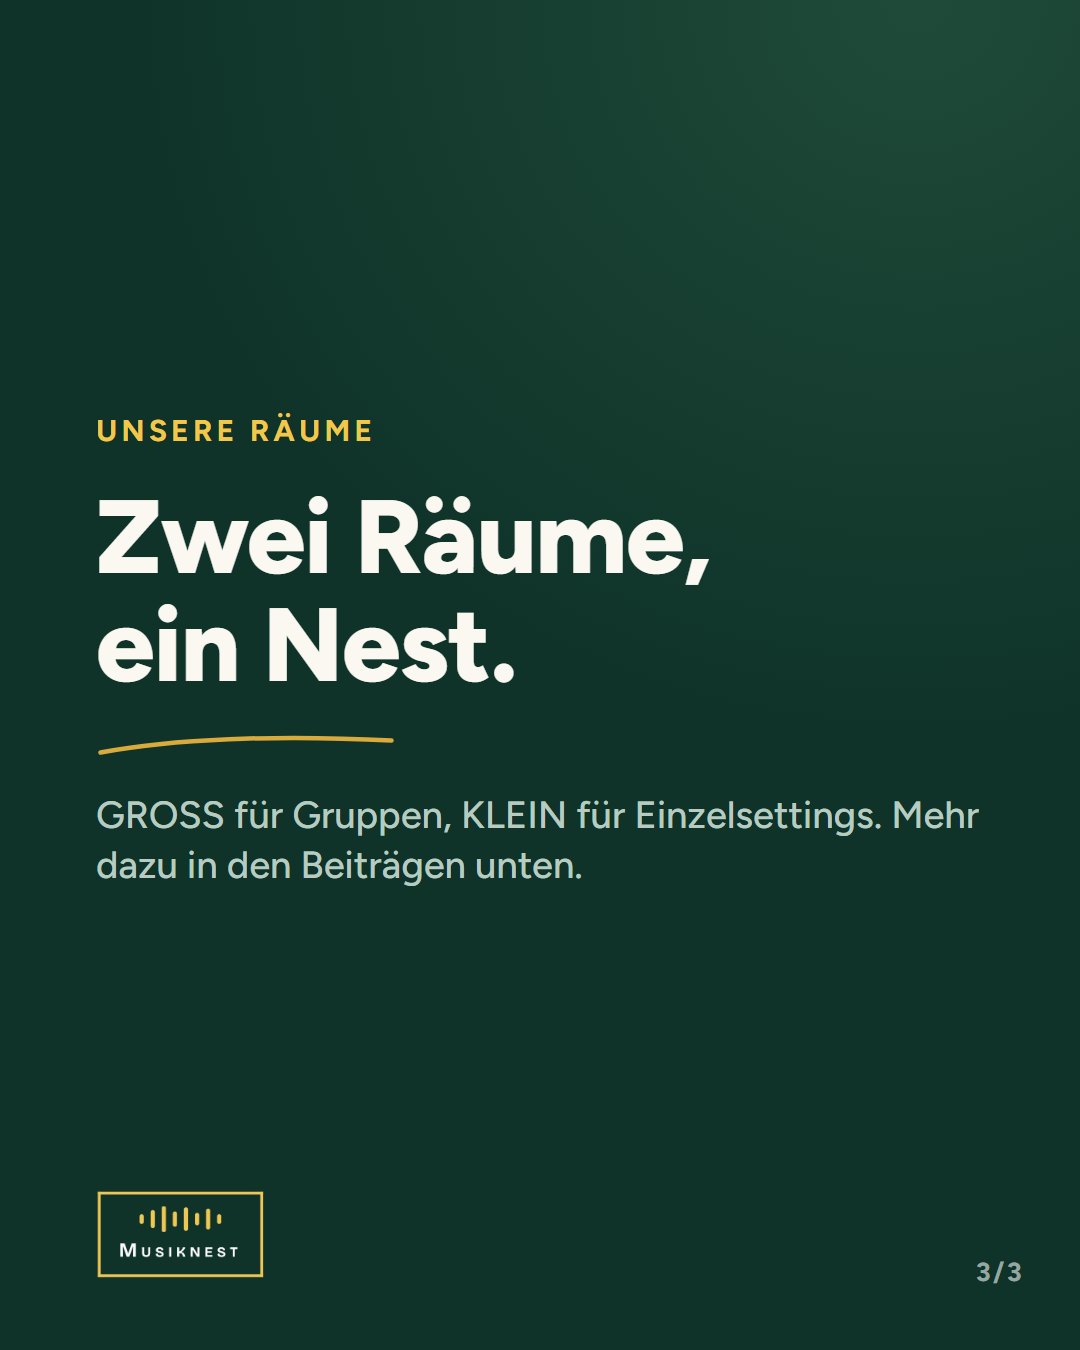 UNSERE RÄUME
Zwei Räume,
ein Nest.
GROSS für Gruppen, KLEIN für Einzelsettings. Mehr
dazu in den Beiträgen unten.
MUSIKNEST
3/3